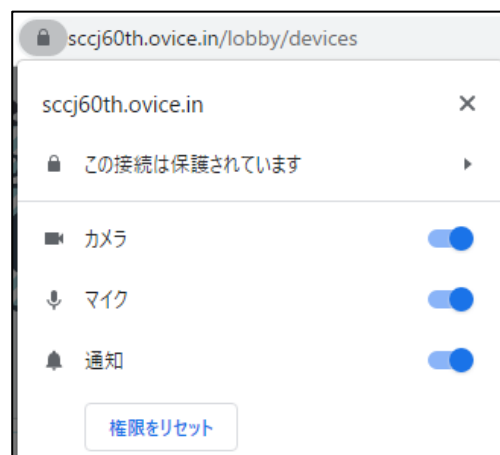 sccj60th.ovice.in/lobby/devices
sccj60th.ovice.in
この接続は保護されています
カメラ
マイク
通知
権限をリセット